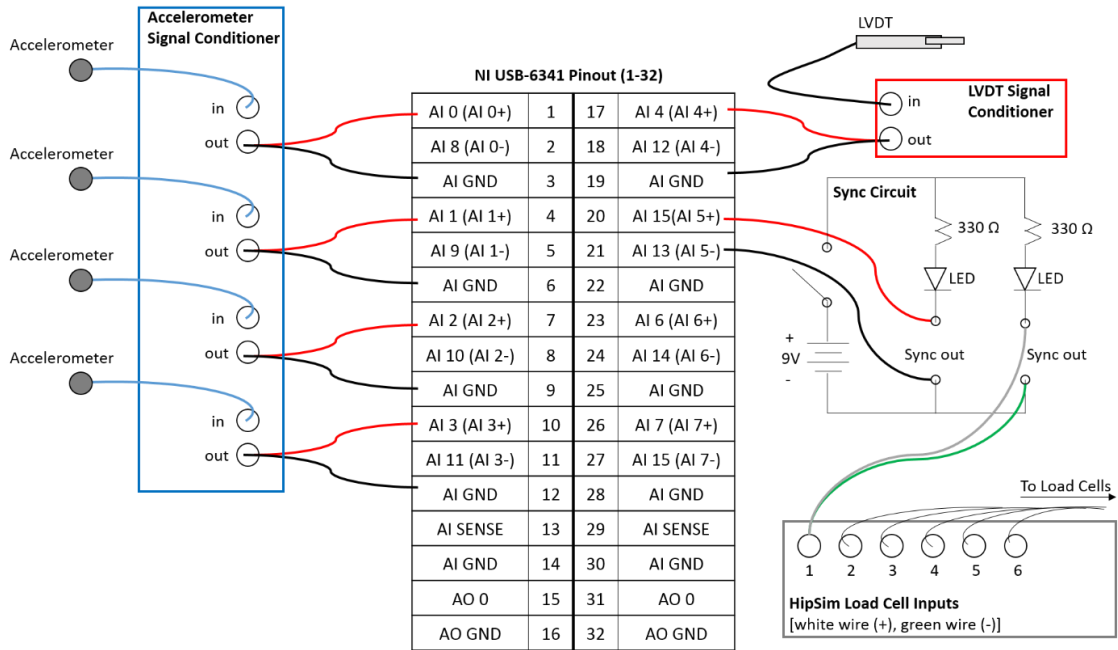 Accelerometer
Signal Conditioner
Accelerometer
in
out
Accelerometer
in
out
Accelerometer
in
out
Accelerometer
in
out
NI USB-6341 Pinout (1-32)
AI 0 (AI 0+) 1 17 AI 4 (AI 4+)
AI 8 (AI 0-) 2 18 AI 12 (AI 4-)
AI GND 3 19 AI GND
AI 1 (AI 1+) 4 20 AI 15(AI 5+)
AI 9 (AI 1-) 5 21 AI 13 (AI 5-)
AI GND 6 22 AI GND
AI 2 (AI 2+) 7 23 AI 6 (AI 6+)
AI 10 (AI 2-) 8 24 AI 14 (AI 6-)
AI GND 9 25 AI GND
AI 3 (AI 3+) 10 26 AI 7 (AI 7+)
AI 11 (AI 3-) 11 27 AI 15 (AI 7-)
AI GND 12 28 AI GND
AI SENSE 13 29 AI SENSE
AI GND 14 30 AI GND
AO 0 15 31 AO 0
AO GND 16 32 AO GND
LVDT
in
LVDT Signal
Conditioner
out
Sync Circuit
330 Ω
330 Ω
LED
LED
+
9V
-
Sync out
Sync out
To Load Cells
1 2 3 4 5 6
HipSim Load Cell Inputs
[white wire (+), green wire (-)]